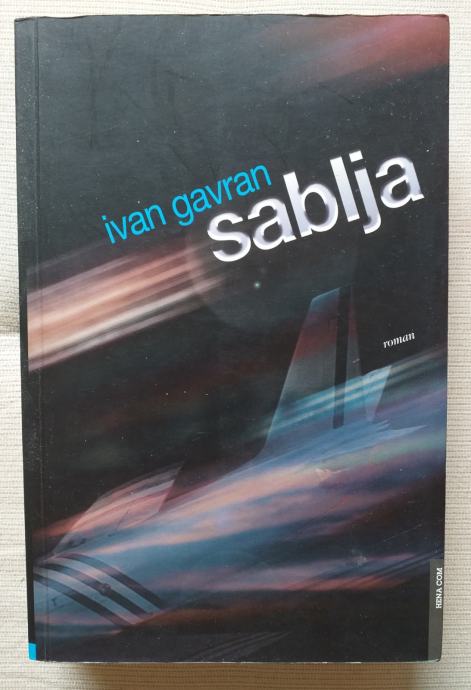 ivan gavran
sablja
roman
HENA COM